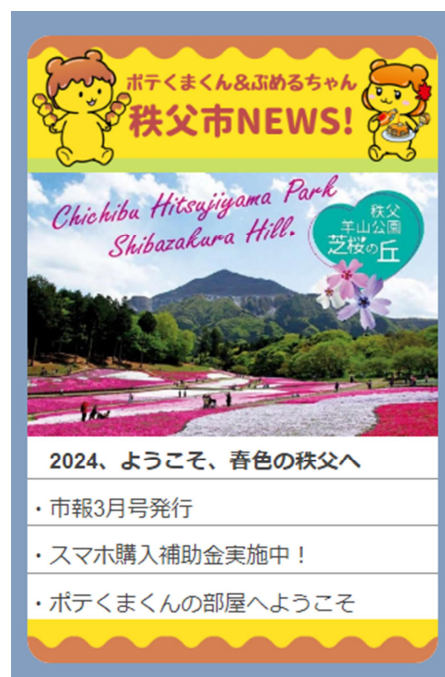 ポテくまくん&ぷめるちゃん
秩父市NEWS!
Chichibu Hitsujiyama Park
Shibazakura Hill.
秩父
羊山公園
芝桜の丘
2024、ようこそ、春色の秩父へ
・市報3月号発行
・スマホ購入補助金実施中！
・ポテくまくんの部屋へようこそ